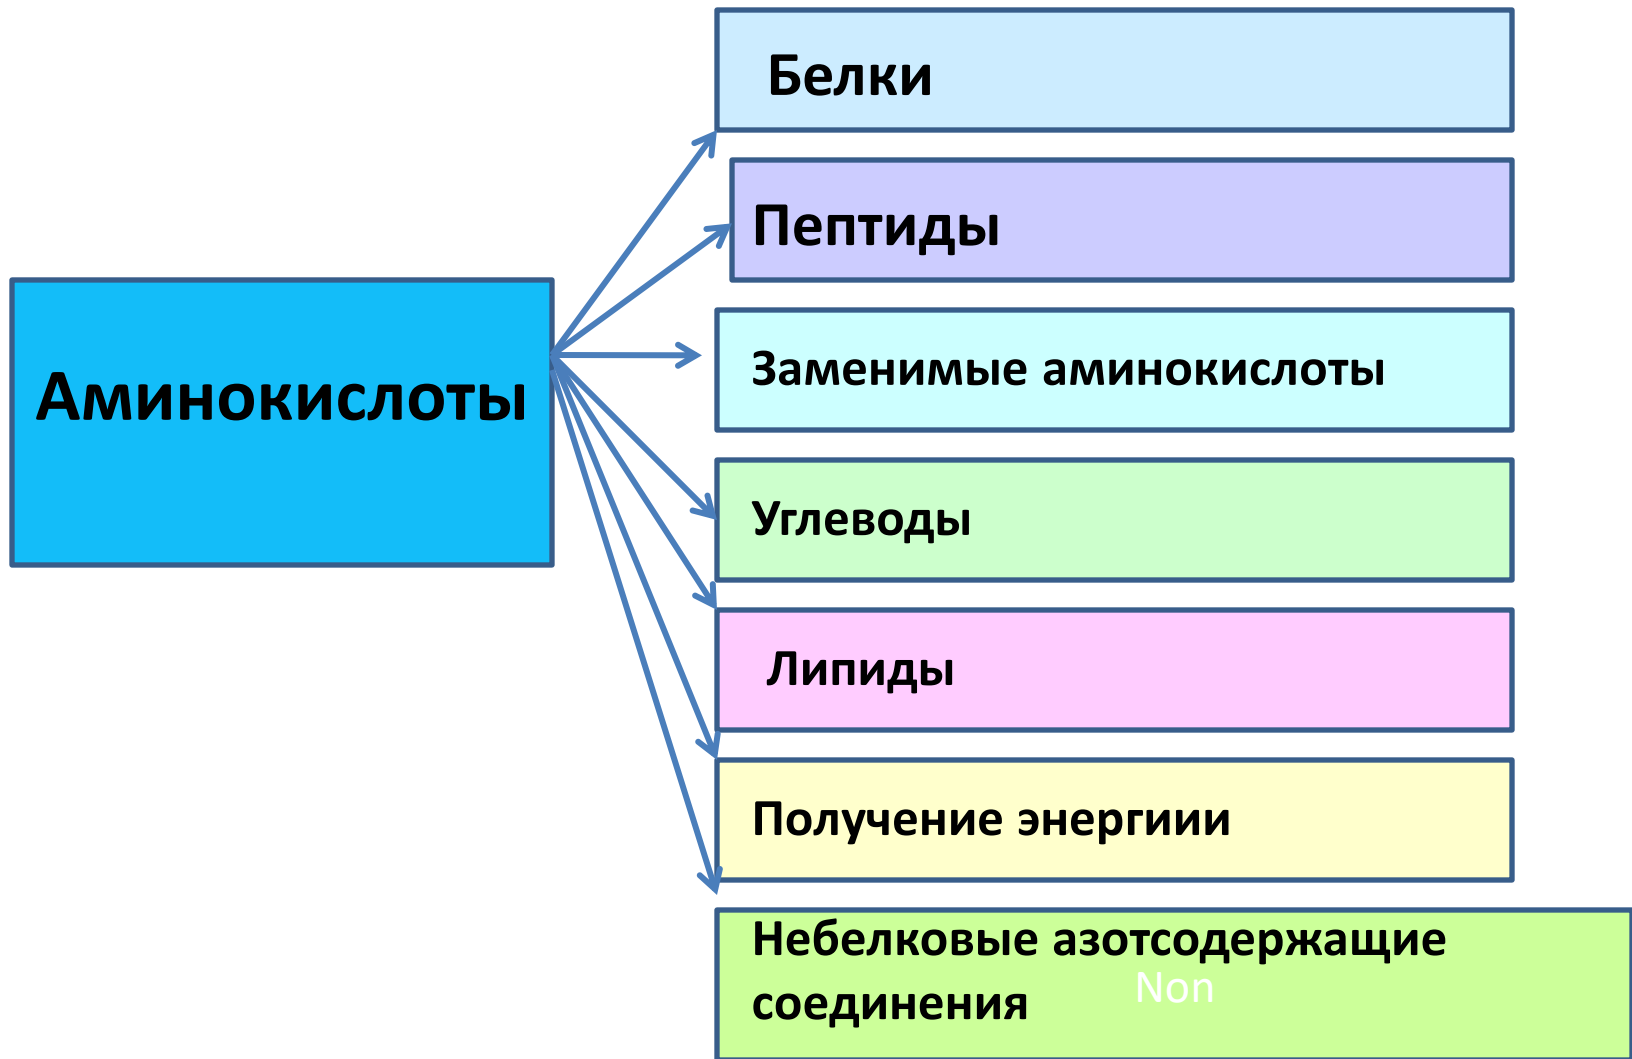 Белки
Пептиды
Аминокислоты
Заменимые аминокислоты
Углеводы
Липиды
Получение энергиии
Небелковые азотсодержащие
Non
соединения